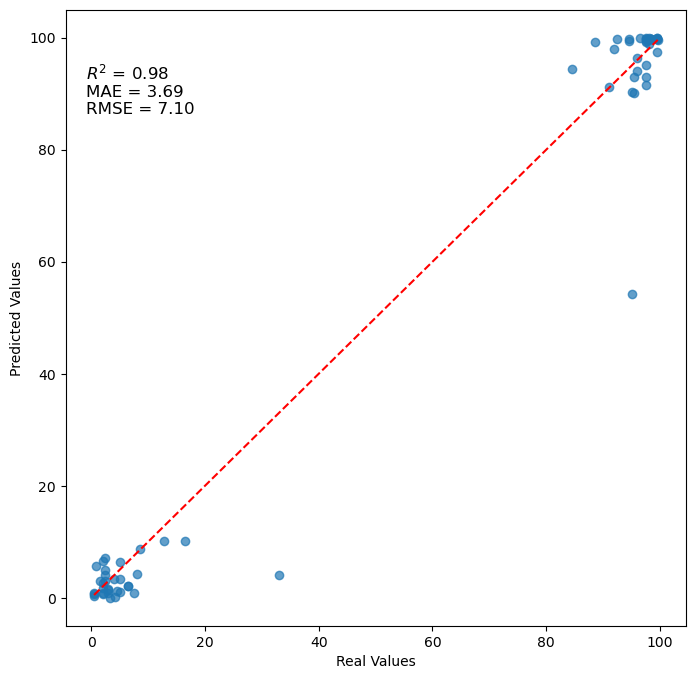 100
R² = 0.98
MAE = 3.69
RMSE = 7.10
80
60
Predicted Values
40
20
0
0 20 40 60 80 100
Real Values